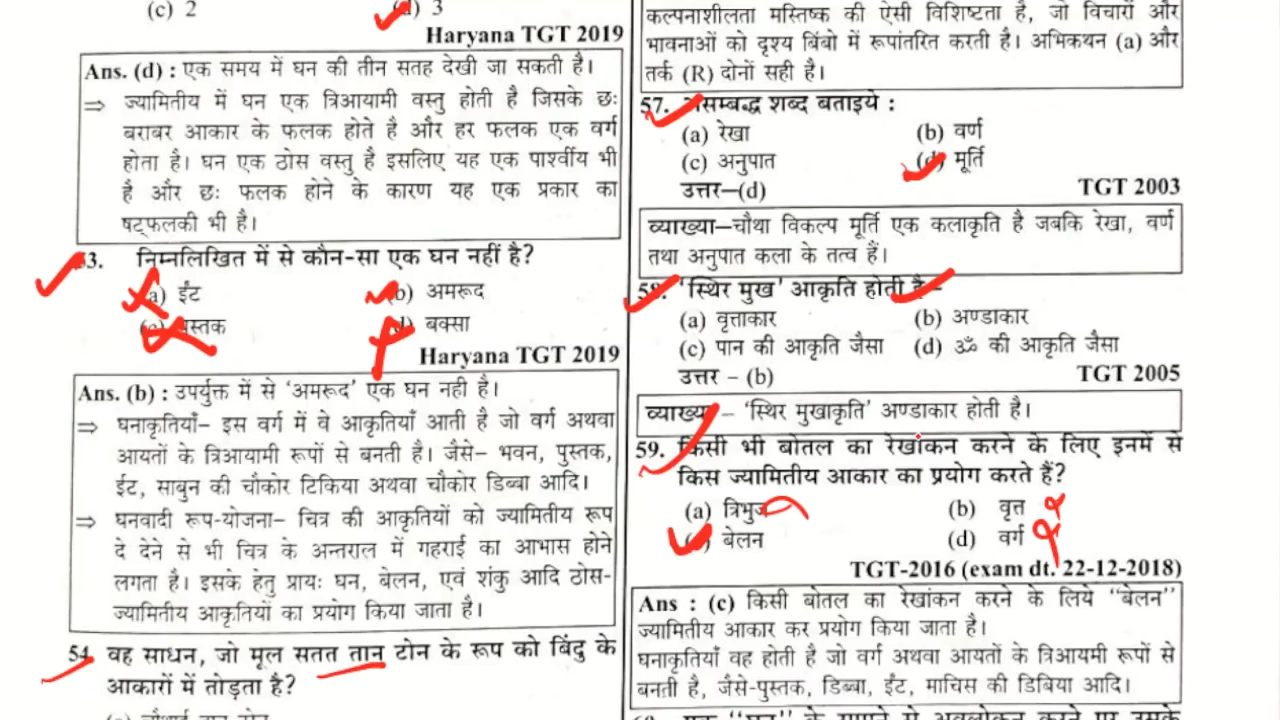 (c) 2 (d) 3
Haryana TGT 2019
Ans. (d) : एक समय में घन की तीन सतह देखी जा सकती है।
⇒ ज्यामितीय में घन एक त्रिआयामी वस्तु होती है जिसके छः
बराबर आकार के फलक होते है और हर फलक एक वर्ग
होता है। घन एक ठोस वस्तु है इसलिए यह एक पार्श्वीय भी
है और छः फलक होने के कारण यह एक प्रकार का
षट्फलकी भी है।
53. निम्नलिखित में से कौन-सा एक घन नहीं है?
(a) ईंट (b) अमरूद
(c) पुस्तक (d) बक्सा
Haryana TGT 2019
Ans. (b) : उपर्युक्त में से ‘अमरूद’ एक घन नही है।
⇒ घनाकृतियाँ– इस वर्ग में वे आकृतियाँ आती है जो वर्ग अथवा
आयतों के त्रिआयामी रूपों से बनती है। जैसे– भवन, पुस्तक,
ईट, साबुन की चौकोर टिकिया अथवा चौकोर डिब्बा आदि।
⇒ घनवादी रूप-योजना– चित्र की आकृतियों को ज्यामितीय रूप
दे देने से भी चित्र के अन्तराल में गहराई का आभास होने
लगता है। इसके हेतु प्रायः घन, बेलन, एवं शंकु आदि ठोस-
ज्यामितीय आकृतियों का प्रयोग किया जाता है।
54. वह साधन, जो मूल सतत तान टोन के रूप को बिंदु के
आकारों में तोड़ता है?
कल्पनाशीलता मस्तिष्क की ऐसी विशिष्टता है, जो विचारों और
भावनाओं को दृश्य बिंबो में रूपांतरित करती है। अभिकथन (a) और
तर्क (R) दोनों सही है।
57. असम्बद्ध शब्द बताइये :
(a) रेखा (b) वर्ण
(c) अनुपात (d) मूर्ति
उत्तर–(d) TGT 2003
व्याख्या–चौथा विकल्प मूर्ति एक कलाकृति है जबकि रेखा, वर्ण
तथा अनुपात कला के तत्व हैं।
58. ‘स्थिर मुख’ आकृति होती है –
(a) वृत्ताकार (b) अण्डाकार
(c) पान की आकृति जैसा (d) ॐ की आकृति जैसा
उत्तर – (b) TGT 2005
व्याख्या – ‘स्थिर मुखाकृति’ अण्डाकार होती है।
59. किसी भी बोतल का रेखांकन करने के लिए इनमें से
किस ज्यामितीय आकार का प्रयोग करते हैं?
(a) त्रिभुज (b) वृत्त
(c) बेलन (d) वर्ग
TGT-2016 (exam dt. 22-12-2018)
Ans : (c) किसी बोतल का रेखांकन करने के लिये ‘‘बेलन’’
ज्यामितीय आकार कर प्रयोग किया जाता है।
घनाकृतियाँ वह होती है जो वर्ग अथवा आयतों के त्रिआयमी रूपों से
बनती है, जैसे-पुस्तक, डिब्बा, ईंट, माचिस की डिबिया आदि।